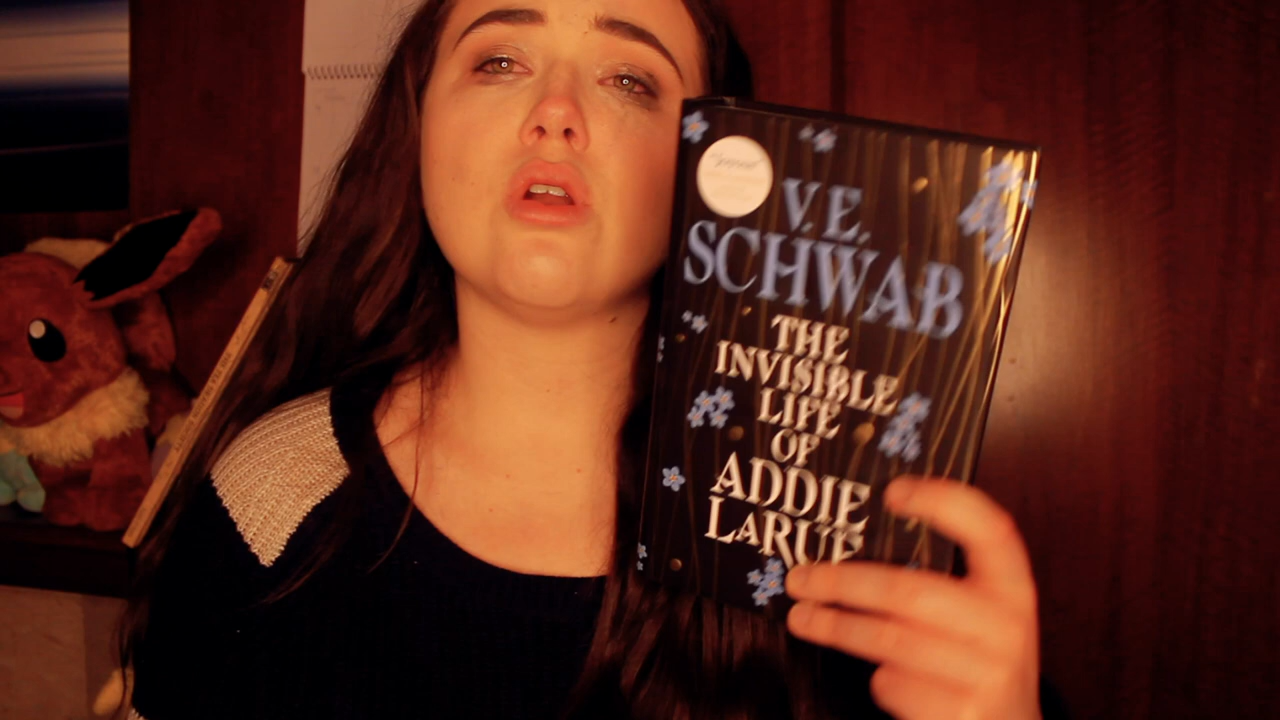 V.E.
SCHWAB
THE
INVISIBLE
LIFE
OF
ADDIE
LARUE